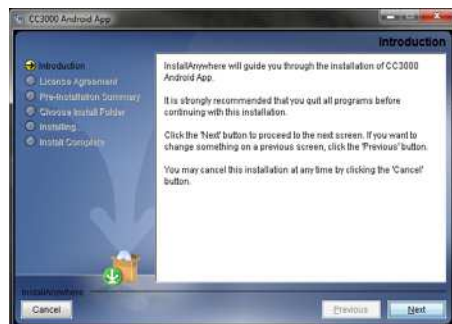 CC3000 Android App
Introduction
Introduction
License Agreement
Pre-Installation Summary
Choose Install Folder
Installing...
Install Complete
InstallAnywhere will guide you through the installation of CC3000
Android App.
It is strongly recommended that you quit all programs before
continuing with this installation.
Click the 'Next' button to proceed to the next screen. If you want to
change something on a previous screen, click the 'Previous' button.
You may cancel this installation at any time by clicking the 'Cancel'
button.
InstallAnywhere
Cancel
Previous
Next